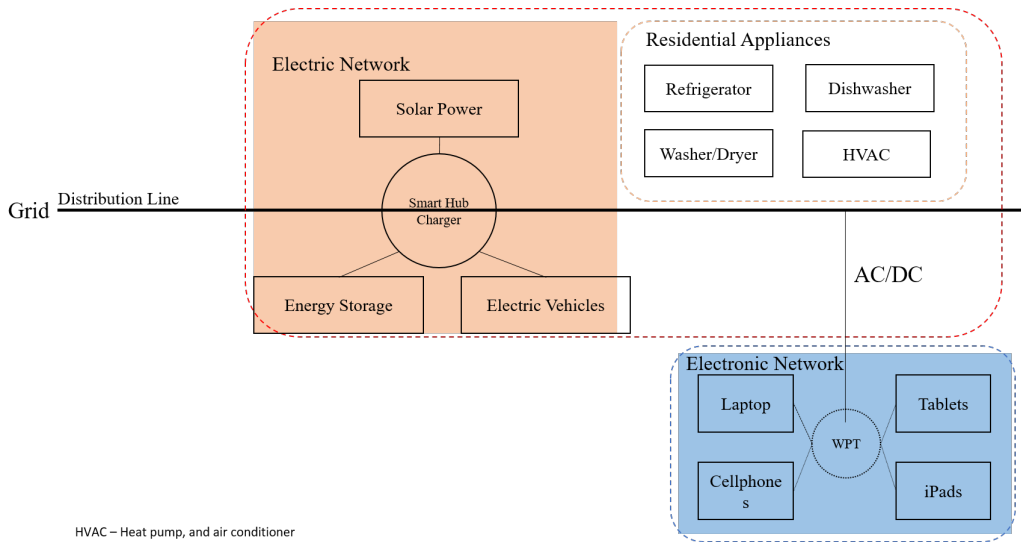 Residential Appliances
Electric Network
Refrigerator
Dishwasher
Solar Power
Washer/Dryer
HVAC
Grid
Distribution Line
Smart Hub
Charger
AC/DC
Energy Storage
Electric Vehicles
Electronic Network
Laptop
Tablets
WPT
Cellphone
s
iPads
HVAC – Heat pump, and air conditioner